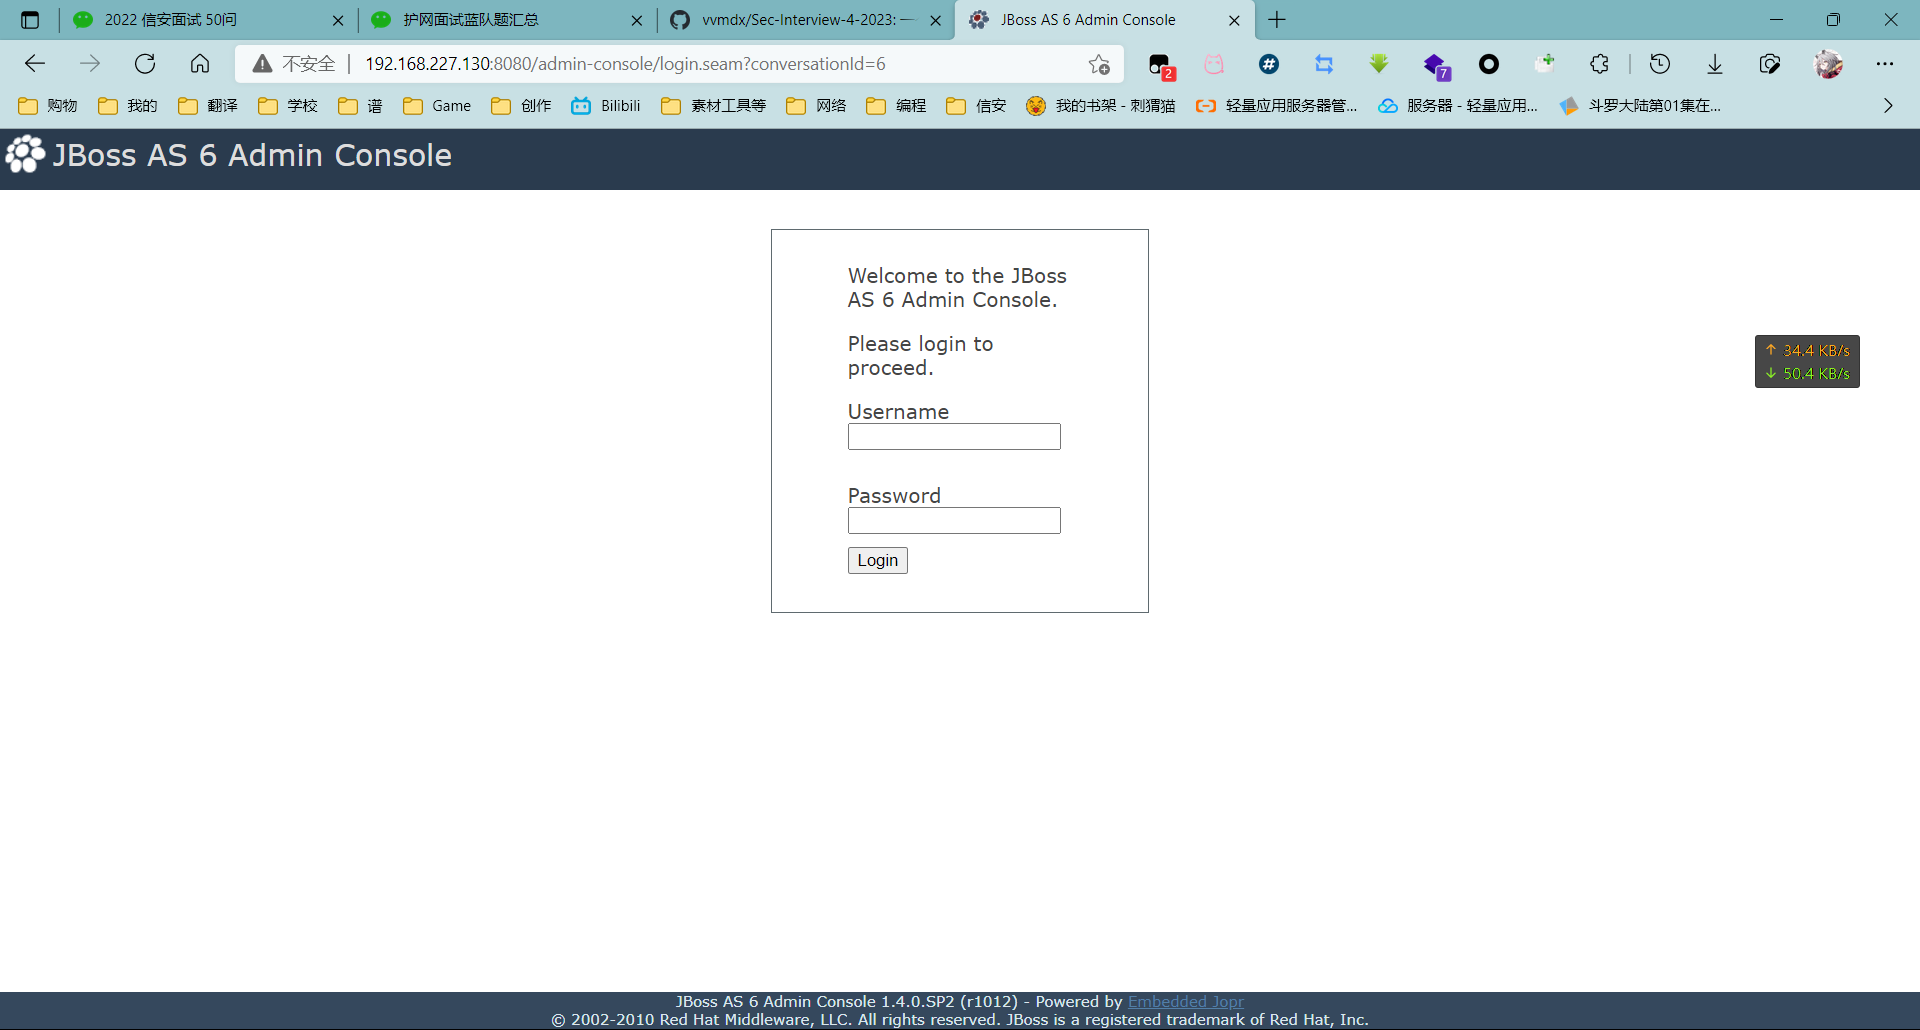 2022 信安面试 50问
护网面试蓝队题汇总
vvmdx/Sec-Interview-4-2023: 一
JBoss AS 6 Admin Console
不安全
192.168.227.130:8080/admin-console/login.seam?conversationId=6
2
7
购物
我的
翻译
学校
谱
Game
创作
Bilibili
素材工具等
网络
编程
信安
我的书架 - 刺猬猫
轻量应用服务器管...
服务器 - 轻量应用...
斗罗大陆第01集在...
JBoss AS 6 Admin Console
Welcome to the JBoss
AS 6 Admin Console.
Please login to
proceed.
↑ 34.4 KB/s
↓ 50.4 KB/s
Username
Password
Login
JBoss AS 6 Admin Console 1.4.0.SP2 (r1012) - Powered by Embedded Jopr
© 2002-2010 Red Hat Middleware, LLC. All rights reserved. JBoss is a registered trademark of Red Hat, Inc.